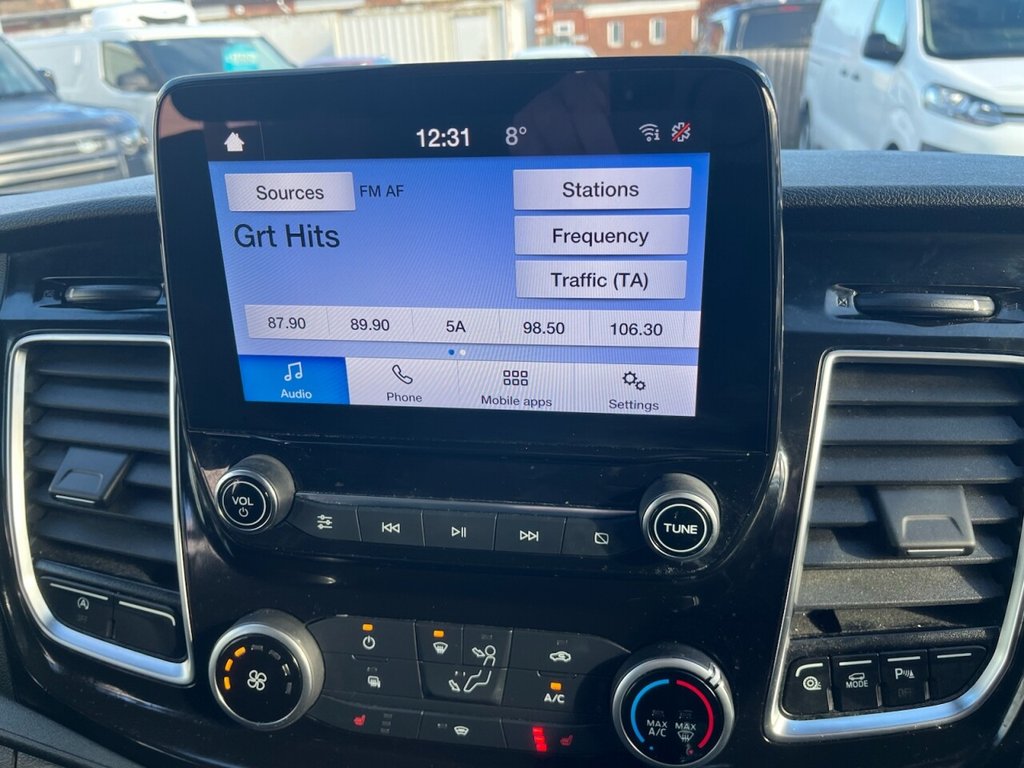 12:31 8°
Sources FM AF Stations
Grt Hits Frequency
Traffic (TA)
87.90 89.90 5A 98.50 106.30
Audio Phone Mobile apps Settings
VOL TUNE
A/C
MODE P OFF
MAX A/C MAX